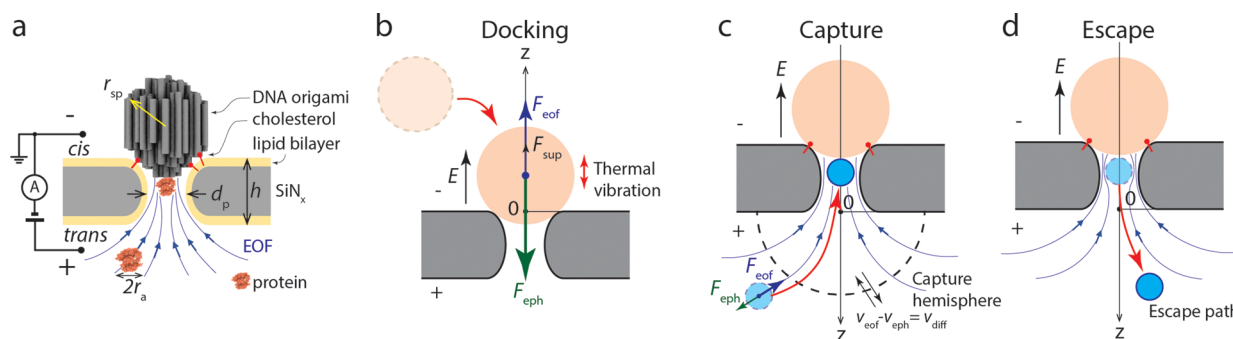 a
r_sp
DNA origami
cholesterol
lipid bilayer
-
cis
A
d_p
h
SiN_x
trans
+
EOF
protein
2r_a
b
Docking
z
F_eof
F_sup
E
Thermal
vibration
-
0
+
F_eph
c
Capture
E
-
0
+
F_eof
F_eph
Capture
hemisphere
v_eof-v_eph=v_diff
z
d
Escape
E
-
0
+
Escape path
z